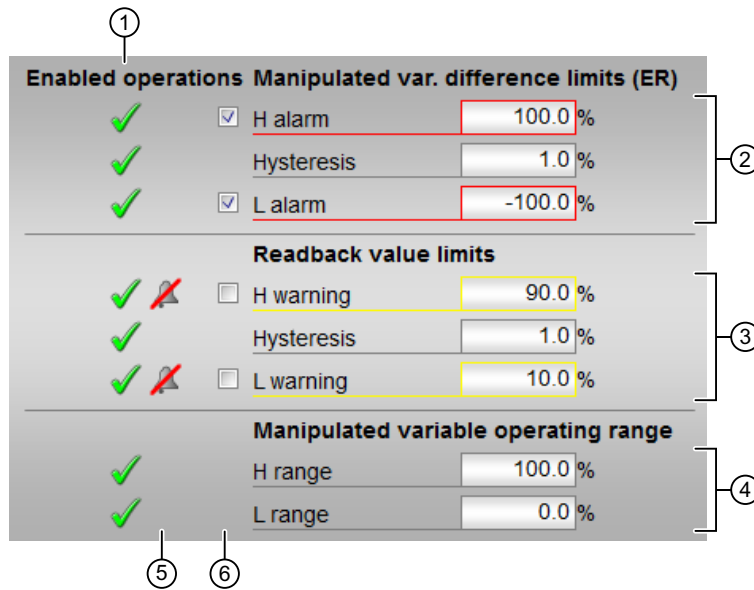 1
Enabled operations Manipulated var. difference limits (ER)
H alarm 100.0 %
Hysteresis 1.0 %
L alarm -100.0 %
2
Readback value limits
H warning 90.0 %
Hysteresis 1.0 %
L warning 10.0 %
3
Manipulated variable operating range
H range 100.0 %
L range 0.0 %
4
5 6